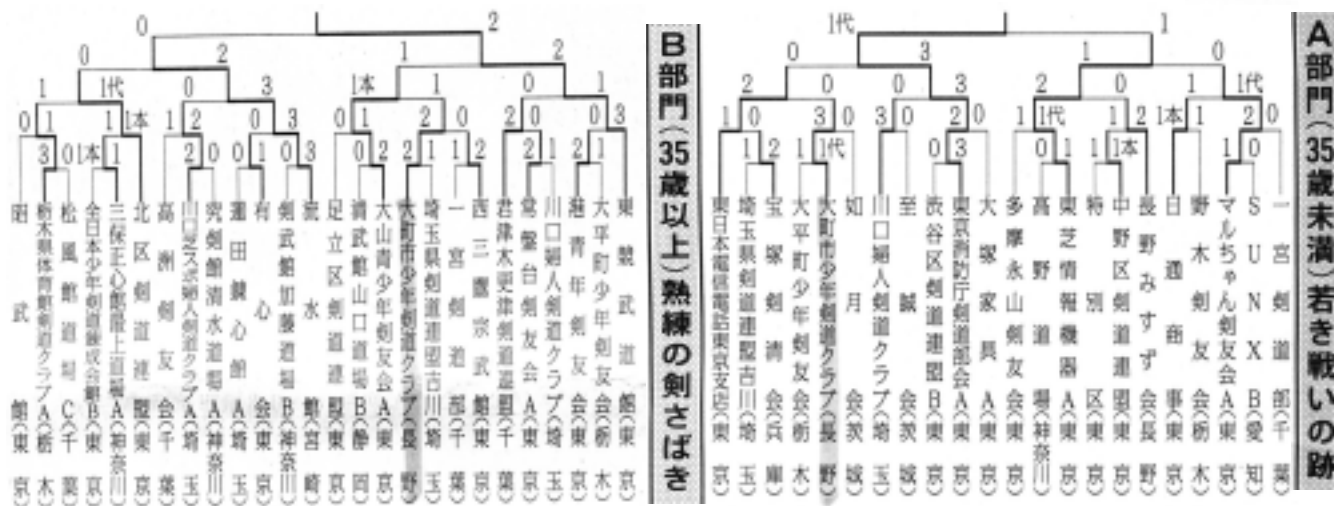 A部門(35歳未満)若き戦いの跡
一宮剣道部(千葉)
SUNX B(愛知)
マルちゃん剣友会A(東京)
野木剣友会(栃木)
日通商事(東京)
長野みすず会(長野)
中野区剣道連盟(東京)
特別区(東京)
東芝情報機器A(東京)
高野道場(神奈川)
多摩永山剣友会(東京)
大塚家具A(東京)
東京消防庁剣道部会A(東京)
渋谷区剣道連盟B(東京)
至誠会(茨城)
川口婦人剣道クラブ(埼玉)
如月会(茨城)
大町市少年剣道クラブ(長野)
大平町少年剣友会(栃木)
宝塚剣清会(兵庫)
埼玉県剣道連盟吉川(埼玉)
東日本電信電話東京支店(東京)
B部門(35歳以上)熟練の剣さばき
東競武道館(東京)
大平町少年剣友会(栃木)
港青年剣友会(東京)
川口婦人剣道クラブ(埼玉)
常盤台剣友会A(東京)
君津木更津剣道連盟(千葉)
西三鷹宗武館(東京)
一宮剣道部(千葉)
埼玉県剣道連盟吉川(埼玉)
大町市少年剣道クラブ(長野)
大山青少年剣友会A(東京)
清武館山口道場B(静岡)
足立区剣道連盟(東京)
流水館(宮崎)
剣武館加藤道場B(神奈川)
有心会(東京)
蓮田錬心館A(埼玉)
究剣館清水道場A(神奈川)
川口芝スポ婦人剣道クラブA(埼玉)
高洲剣友会(千葉)
北区剣道連盟(東京)
三保正心館最上道場A(神奈川)
全日本少年剣道錬成会館B(東京)
松風館道場C(千葉)
栃木県体育館剣道クラブA(栃木)
昭武館(東京)